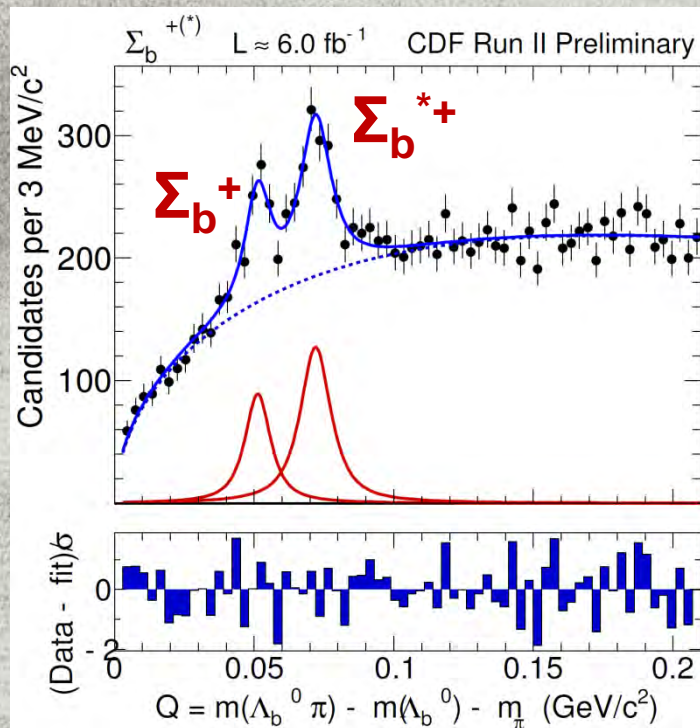 Σb +(*) L ≈ 6.0 fb-1 CDF Run II Preliminary
Σb*+
Σb+
Candidates per 3 MeV/c2
300
200
100
(Data - fit)/σ
0
- 2
0 0.05 0.1 0.15 0.2
Q = m(Λb0 π) - m(Λb0) - mπ (GeV/c2)